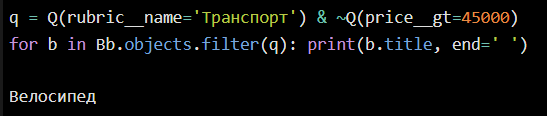 q = Q(rubric__name='Транспорт') & ~Q(price__gt=45000)
for b in Bb.objects.filter(q): print(b.title, end=' ')
Велосипед